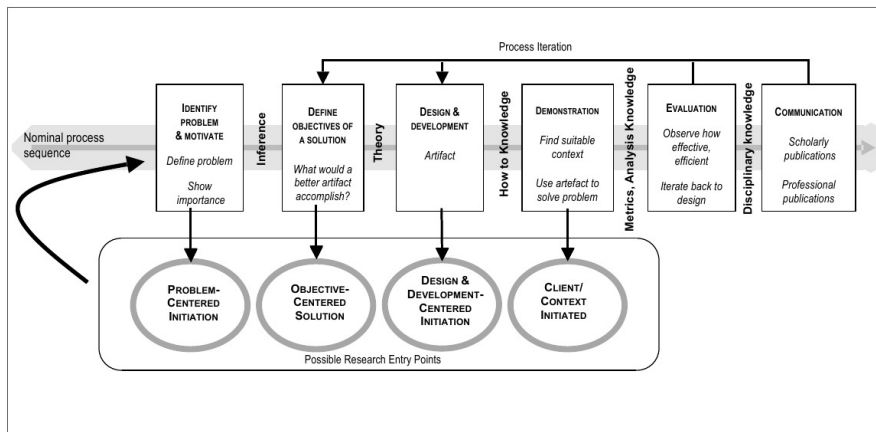 Process Iteration
Nominal process
sequence
IDENTIFY
PROBLEM
& MOTIVATE
Define problem
Show
importance
Inference
DEFINE
OBJECTIVES OF
A SOLUTION
What would a
better artifact
accomplish?
Theory
DESIGN &
DEVELOPMENT
Artifact
How to Knowledge
DEMONSTRATION
Find suitable
context
Use artefact to
solve problem
Metrics, Analysis Knowledge
EVALUATION
Observe how
effective,
efficient
Iterate back to
design
Disciplinary knowledge
COMMUNICATION
Scholarly
publications
Professional
publications
PROBLEM-
CENTERED
INITIATION
OBJECTIVE-
CENTERED
SOLUTION
DESIGN &
DEVELOPMENT-
CENTERED
INITIATION
CLIENT/
CONTEXT
INITIATED
Possible Research Entry Points